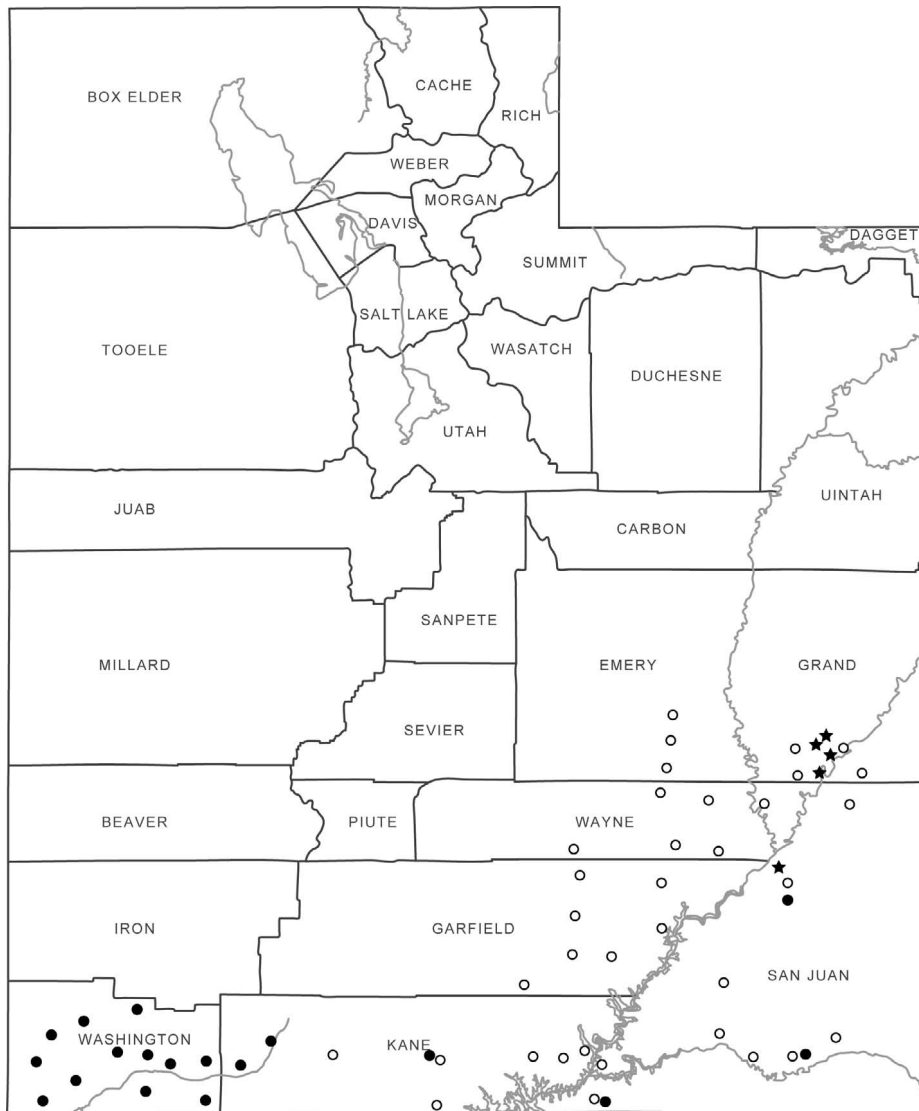 BOX ELDER
CACHE
RICH
WEBER
MORGAN
DAVIS
DAGGET
SUMMIT
SALT LAKE
TOOELE
WASATCH
DUCHESNE
UTAH
UINTAH
JUAB
CARBON
SANPETE
MILLARD
EMERY
GRAND
SEVIER
BEAVER
PIUTE
WAYNE
IRON
GARFIELD
SAN JUAN
WASHINGTON
KANE